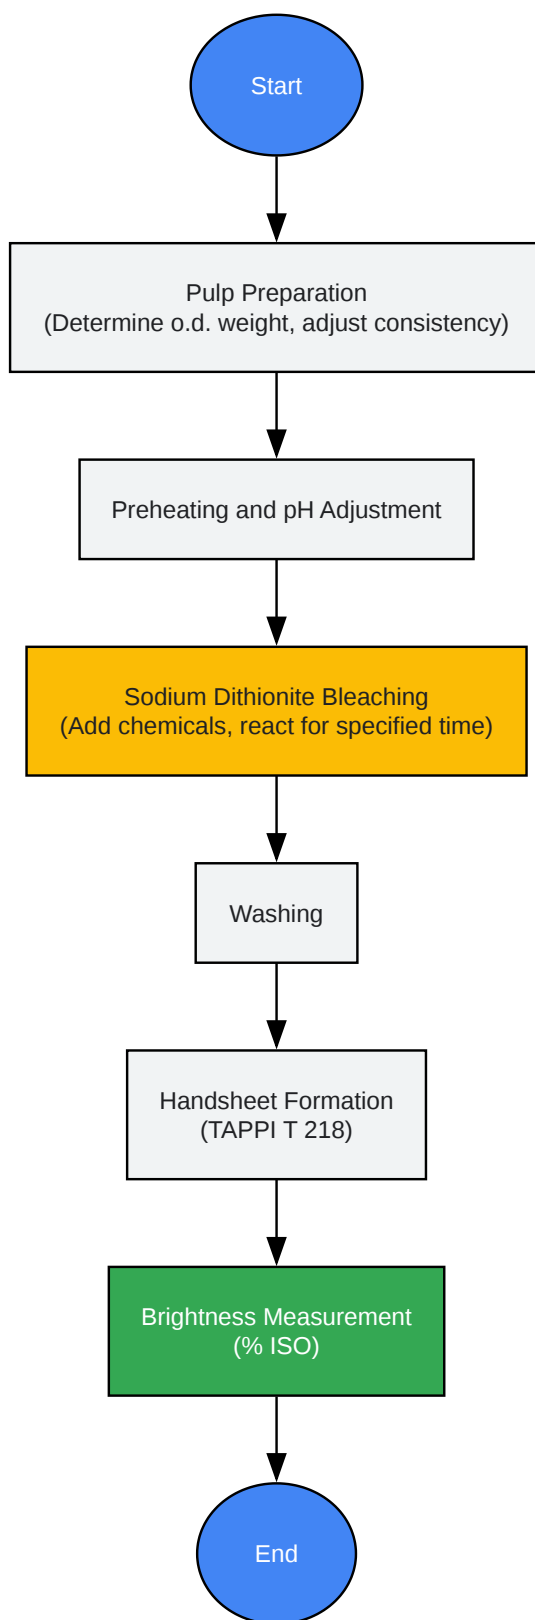 Start
Pulp Preparation
(Determine o.d. weight, adjust consistency)
Preheating and pH Adjustment
Sodium Dithionite Bleaching
(Add chemicals, react for specified time)
Washing
Handsheet Formation
(TAPPI T 218)
Brightness Measurement
(% ISO)
End